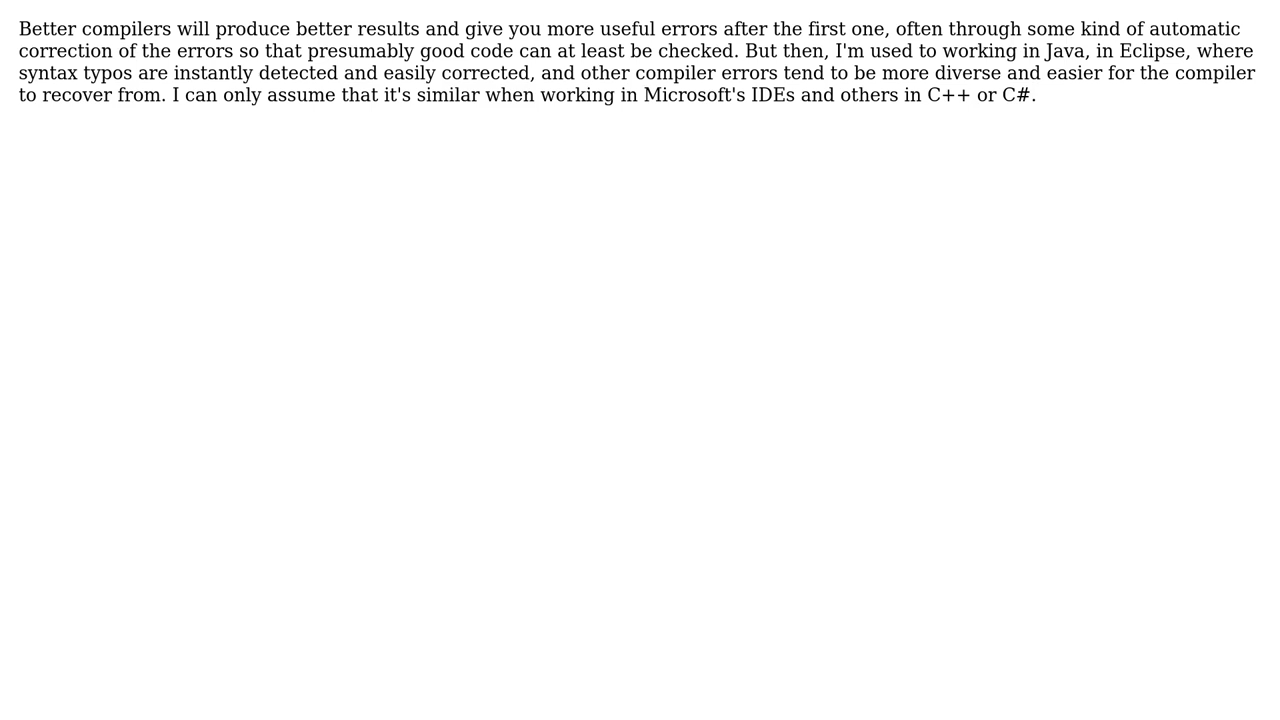 Better compilers will produce better results and give you more useful errors after the first one, often through some kind of automatic
correction of the errors so that presumably good code can at least be checked. But then, I'm used to working in Java, in Eclipse, where
syntax typos are instantly detected and easily corrected, and other compiler errors tend to be more diverse and easier for the compiler
to recover from. I can only assume that it's similar when working in Microsoft's IDEs and others in C++ or C#.